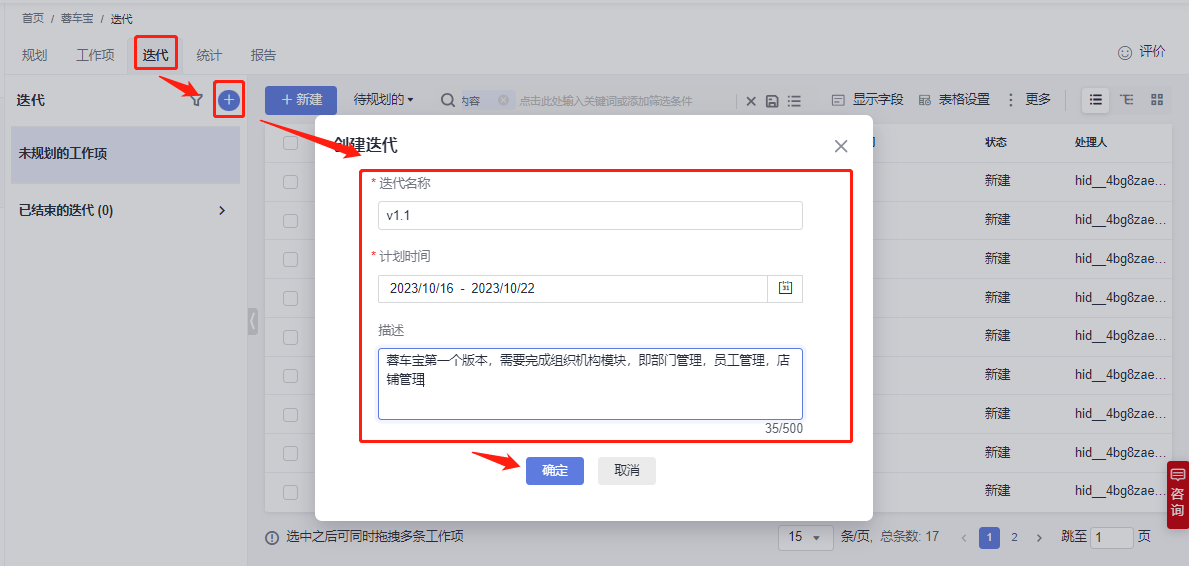 首页 / 蓉车宝 / 迭代
规划 工作项 迭代 统计 报告
评价
迭代
未规划的工作项
已结束的迭代 (0)
新建 待规划的 内容 点击此处输入关键词或添加筛选条件 显示字段 表格设置 更多
状态 处理人
新建 hid__4bg8zae...
新建 hid__4bg8zae...
新建 hid__4bg8zae...
新建 hid__4bg8zae...
新建 hid__4bg8zae...
新建 hid__4bg8zae...
新建 hid__4bg8zae...
新建 hid__4bg8zae...
新建 hid__4bg8zae...
创建迭代
* 迭代名称
v1.1
* 计划时间
2023/10/16 - 2023/10/22
31
描述
蓉车宝第一个版本，需要完成组织机构模块，即部门管理，员工管理，店
铺管理
35/500
确定 取消
选中之后可同时拖拽多条工作项
15 条/页, 总条数: 17 1 2 跳至 1 页
咨询